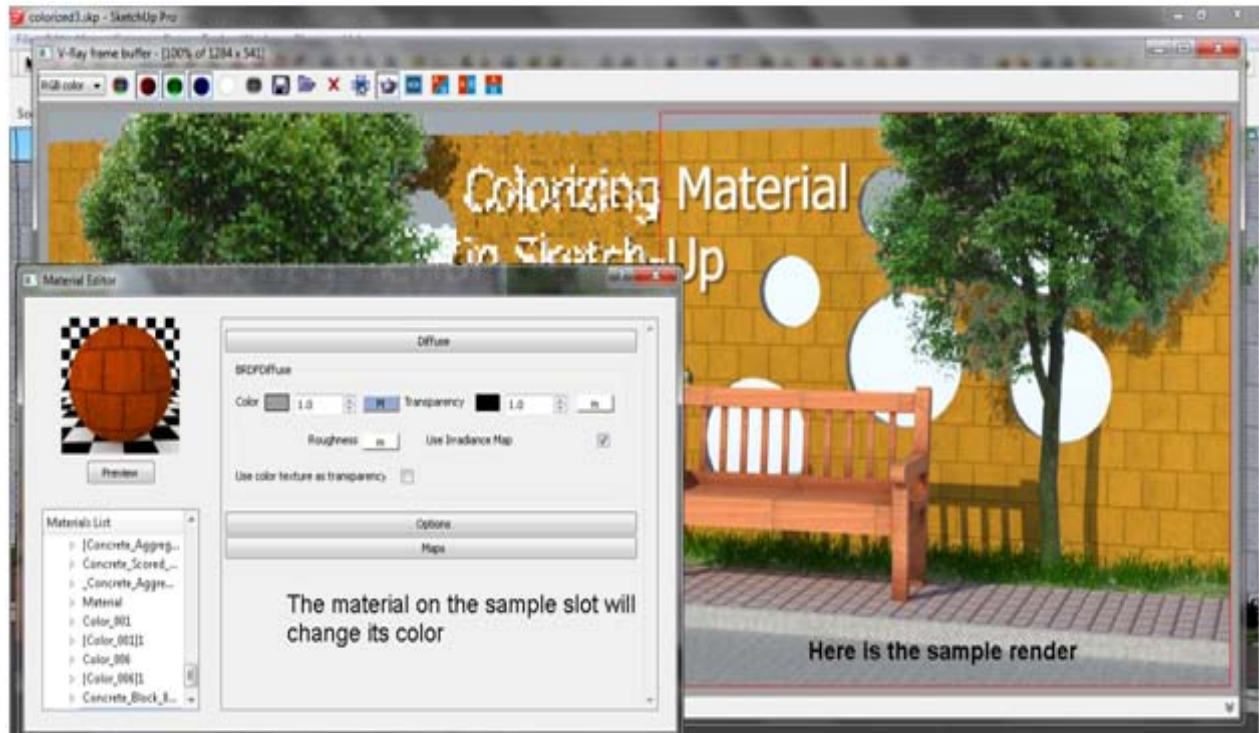 colorized3.skp - SketchUp Pro
V-Ray frame buffer - [100% of 1284 x 541]
RGB color
Colorizing Material
in Sketch-Up
Material Editor
Diffuse
BRDFDiffuse
Color 1.0 M Transparency 1.0 m
Roughness m Use Irradiance Map
Use color texture as transparency
Preview
Options
Maps
Materials List
[Concrete_Aggreg...
Concrete_Scored_...
_Concrete_Aggre...
Material
Color_001
[Color_001]1
Color_006
[Color_006]1
Concrete_Block_8...
The material on the sample slot will
change its color
Here is the sample render